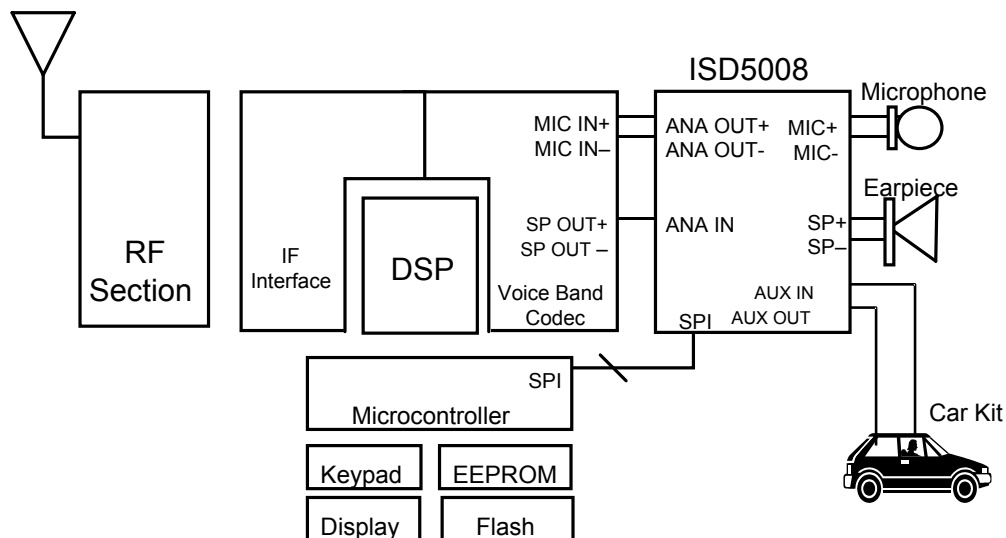 ISD5008
RF
Section
IF
Interface
DSP
MIC IN+
MIC IN–
SP OUT+
SP OUT –
Voice Band
Codec
ANA OUT+
ANA OUT-
ANA IN
MIC+
MIC-
SP+
SP–
AUX IN
AUX OUT
SPI
Microphone
Earpiece
Car Kit
SPI
Microcontroller
Keypad
EEPROM
Display
Flash